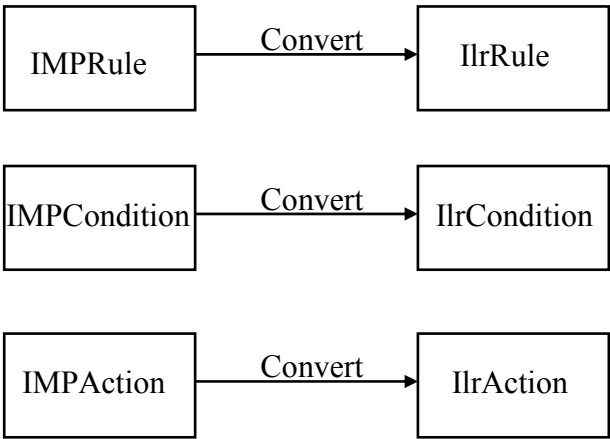 IMPRule
Convert
IlrRule
IMPCondition
Convert
IlrCondition
IMPAction
Convert
IlrAction